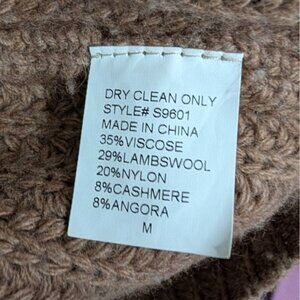 DRY CLEAN ONLY
STYLE# S9601
MADE IN CHINA
35%VISCOSE
29%LAMBSWOOL
20%NYLON
8%CASHMERE
8%ANGORA
M